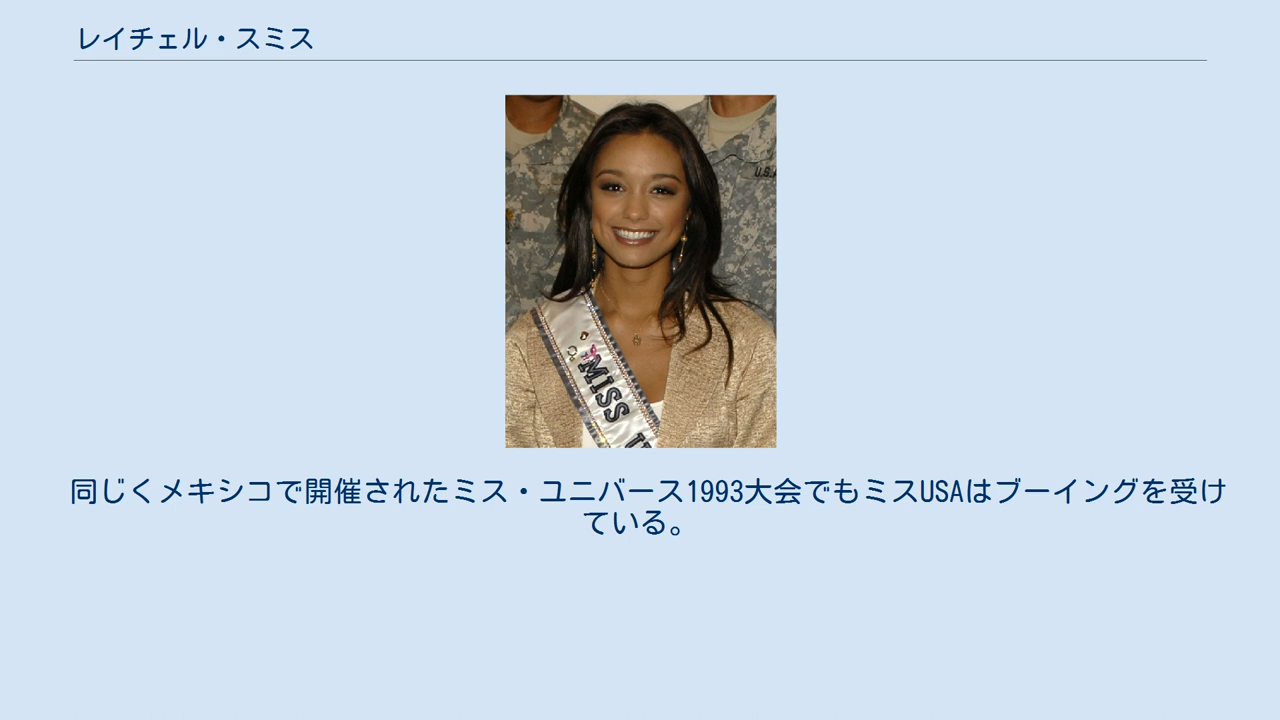 レイチェル・スミス
U.S.A
MISS U
同じくメキシコで開催されたミス・ユニバース1993大会でもミスUSAはブーイングを受け
ている。